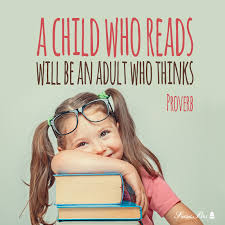 A CHILD WHO READS
WILL BE AN ADULT WHO THINKS
PROVERB